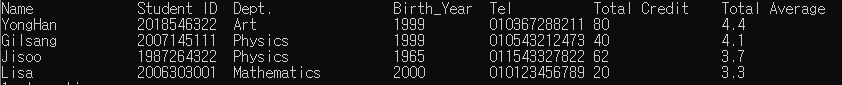 Name Student ID Dept. Birth_Year Tel Total Credit Total Average
YongHan 2018546322 Art 1999 010367288211 80 4.4
Gilsang 2007145111 Physics 1999 010543212473 40 4.1
Jisoo 1987264322 Physics 1965 011543327822 62 3.7
Lisa 2006303001 Mathematics 2000 010123456789 20 3.3